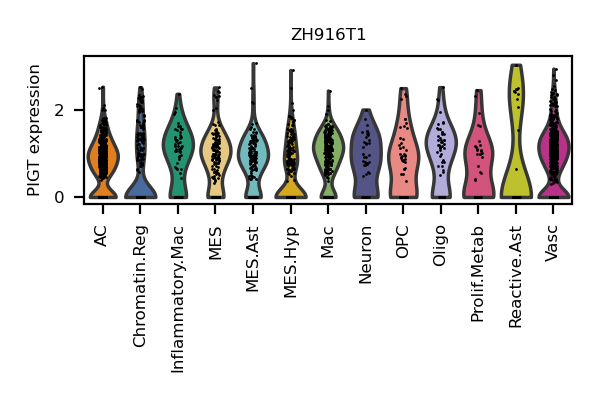 ZH916T1
PIGT expression
2
0
AC
Chromatin.Reg
Inflammatory.Mac
MES
MES.Ast
MES.Hyp
Mac
Neuron
OPC
Oligo
Prolif.Metab
Reactive.Ast
Vasc